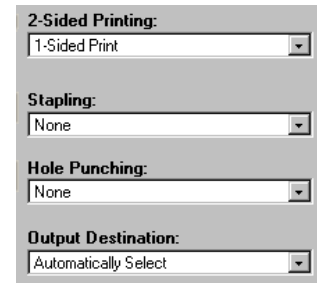 2-Sided Printing:
1-Sided Print
Stapling:
None
Hole Punching:
None
Output Destination:
Automatically Select